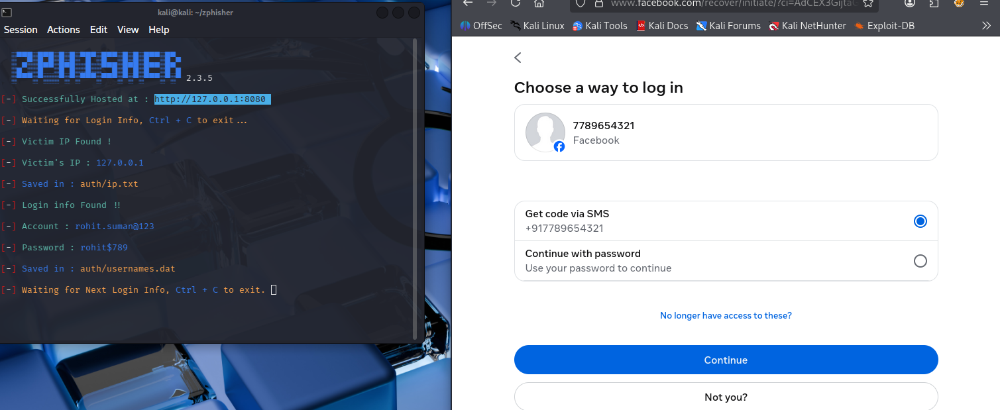 kali@kali: ~/zphisher
Session Actions Edit View Help
ZPHISHER 2.3.5
[-] Successfully Hosted at : http://127.0.0.1:8080
[-] Waiting for Login Info, Ctrl + C to exit...
[-] Victim IP Found !
[-] Victim's IP : 127.0.0.1
[-] Saved in : auth/ip.txt
[-] Login info Found !!
[-] Account : rohit.suman@123
[-] Password : rohit$789
[-] Saved in : auth/usernames.dat
[-] Waiting for Next Login Info, Ctrl + C to exit.
www.facebook.com/recover/initiate/?ci=AdCEX3GijtaC
OffSec Kali Linux Kali Tools Kali Docs Kali Forums Kali NetHunter Exploit-DB
Choose a way to log in
7789654321
Facebook
Get code via SMS
+917789654321
Continue with password
Use your password to continue
No longer have access to these?
Continue
Not you?